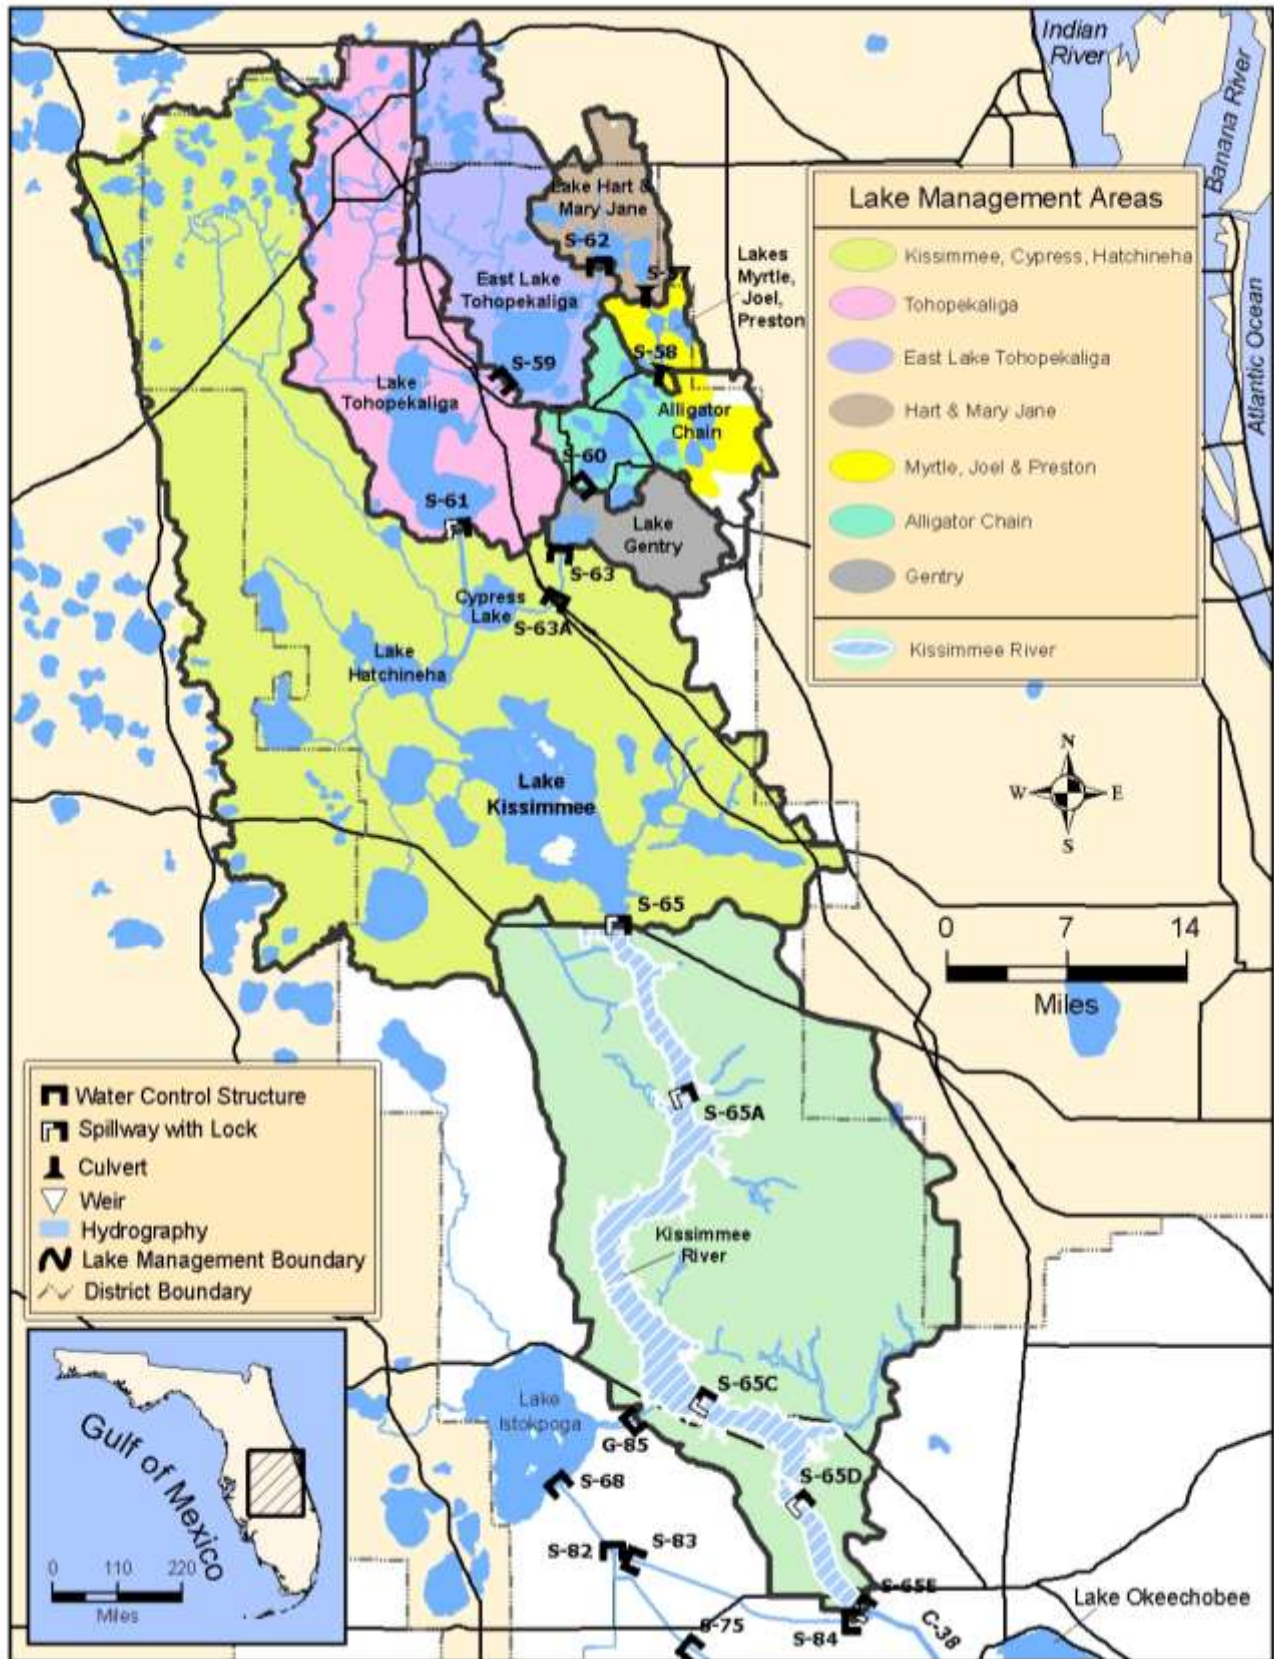 Indian
River
Banana River
Atlantic Ocean
Lake Management Areas
Kissimmee, Cypress, Hatchineha
Tohopekaliga
East Lake Tohopekaliga
Hart & Mary Jane
Myrtle, Joel & Preston
Alligator Chain
Gentry
Kissimmee River
Lake Hart &
Mary Jane
S-62
S-57
Lakes
Myrtle,
Joel,
Preston
East Lake
Tohopekaliga
S-58
S-59
Lake
Tohopekaliga
Alligator
Chain
S-60
S-61
Lake
Gentry
S-63
Cypress
Lake
S-63A
Lake
Hatchineha
Lake
Kissimmee
N
W
E
S
S-65
0
7
14
Miles
S-65A
Kissimmee
River
Water Control Structure
Spillway with Lock
Culvert
Weir
Hydrography
Lake Management Boundary
District Boundary
Gulf of Mexico
0
110
220
Miles
S-65C
Lake
Istokpoga
G-85
S-68
S-65D
S-82
S-83
S-65E
S-75
S-84
C-38
Lake Okeechobee